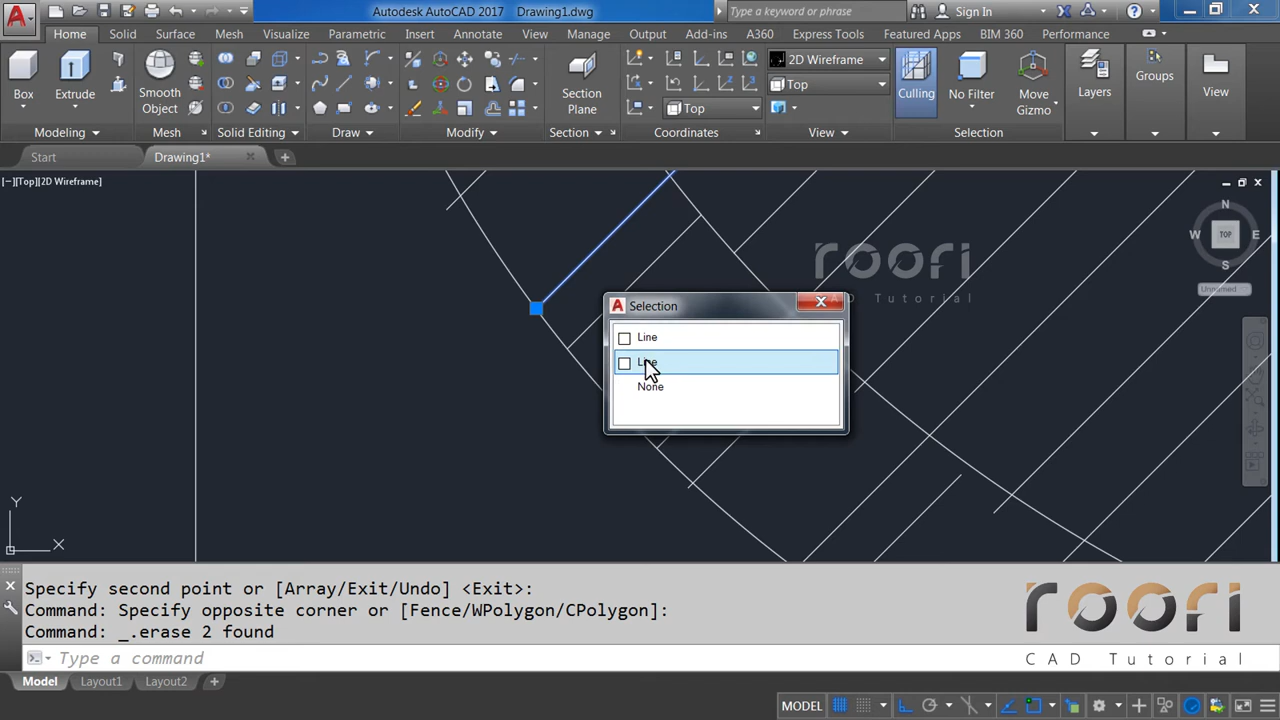 Autodesk AutoCAD 2017 Drawing1.dwg
Type a keyword or phrase
Sign In
Home Solid Surface Mesh Visualize Parametric Insert Annotate View Manage Output Add-ins A360 Express Tools Featured Apps BIM 360 Performance
Box
Extrude
Smooth
Object
Section
Plane
Top
2D Wireframe
Top
Culling
No Filter
Move
Gizmo
Layers
Groups
View
Modeling Mesh Solid Editing Draw Modify Section Coordinates View Selection
Start Drawing1*
[−][Top][2D Wireframe]
N
W TOP E
S
Unnamed
roori
CAD Tutorial
Selection
Line
Line
None
Y
X
Specify second point or [Array/Exit/Undo] <Exit>:
Command: Specify opposite corner or [Fence/WPolygon/CPolygon]:
Command: _.erase 2 found
Type a command
roori
CAD Tutorial
Model Layout1 Layout2
MODEL